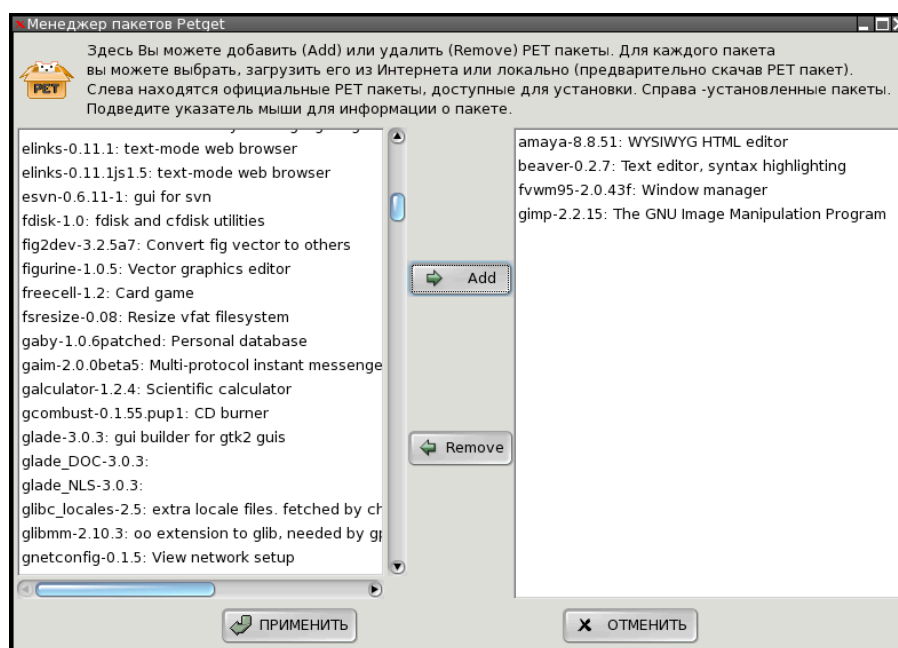 Менеджер пакетов Petget
Здесь Вы можете добавить (Add) или удалить (Remove) PET пакеты. Для каждого пакета
вы можете выбрать, загрузить его из Интернета или локально (предварительно скачав PET пакет).
Слева находятся официальные PET пакеты, доступные для установки. Справа -установленные пакеты.
Подведите указатель мыши для информации о пакете.
PET
elinks-0.11.1: text-mode web browser
elinks-0.11.1js1.5: text-mode web browser
esvn-0.6.11-1: gui for svn
fdisk-1.0: fdisk and cfdisk utilities
fig2dev-3.2.5a7: Convert fig vector to others
figurine-1.0.5: Vector graphics editor
freecell-1.2: Card game
fsresize-0.08: Resize vfat filesystem
gaby-1.0.6patched: Personal database
gaim-2.0.0beta5: Multi-protocol instant messenge
galculator-1.2.4: Scientific calculator
gcombust-0.1.55.pup1: CD burner
glade-3.0.3: gui builder for gtk2 guis
glade_DOC-3.0.3:
glade_NLS-3.0.3:
glibc_locales-2.5: extra locale files. fetched by ch
glibmm-2.10.3: oo extension to glib, needed by gp
gnetconfig-0.1.5: View network setup
Add
Remove
amaya-8.8.51: WYSIWYG HTML editor
beaver-0.2.7: Text editor, syntax highlighting
fvwm95-2.0.43f: Window manager
gimp-2.2.15: The GNU Image Manipulation Program
ПРИМЕНИТЬ
ОТМЕНИТЬ